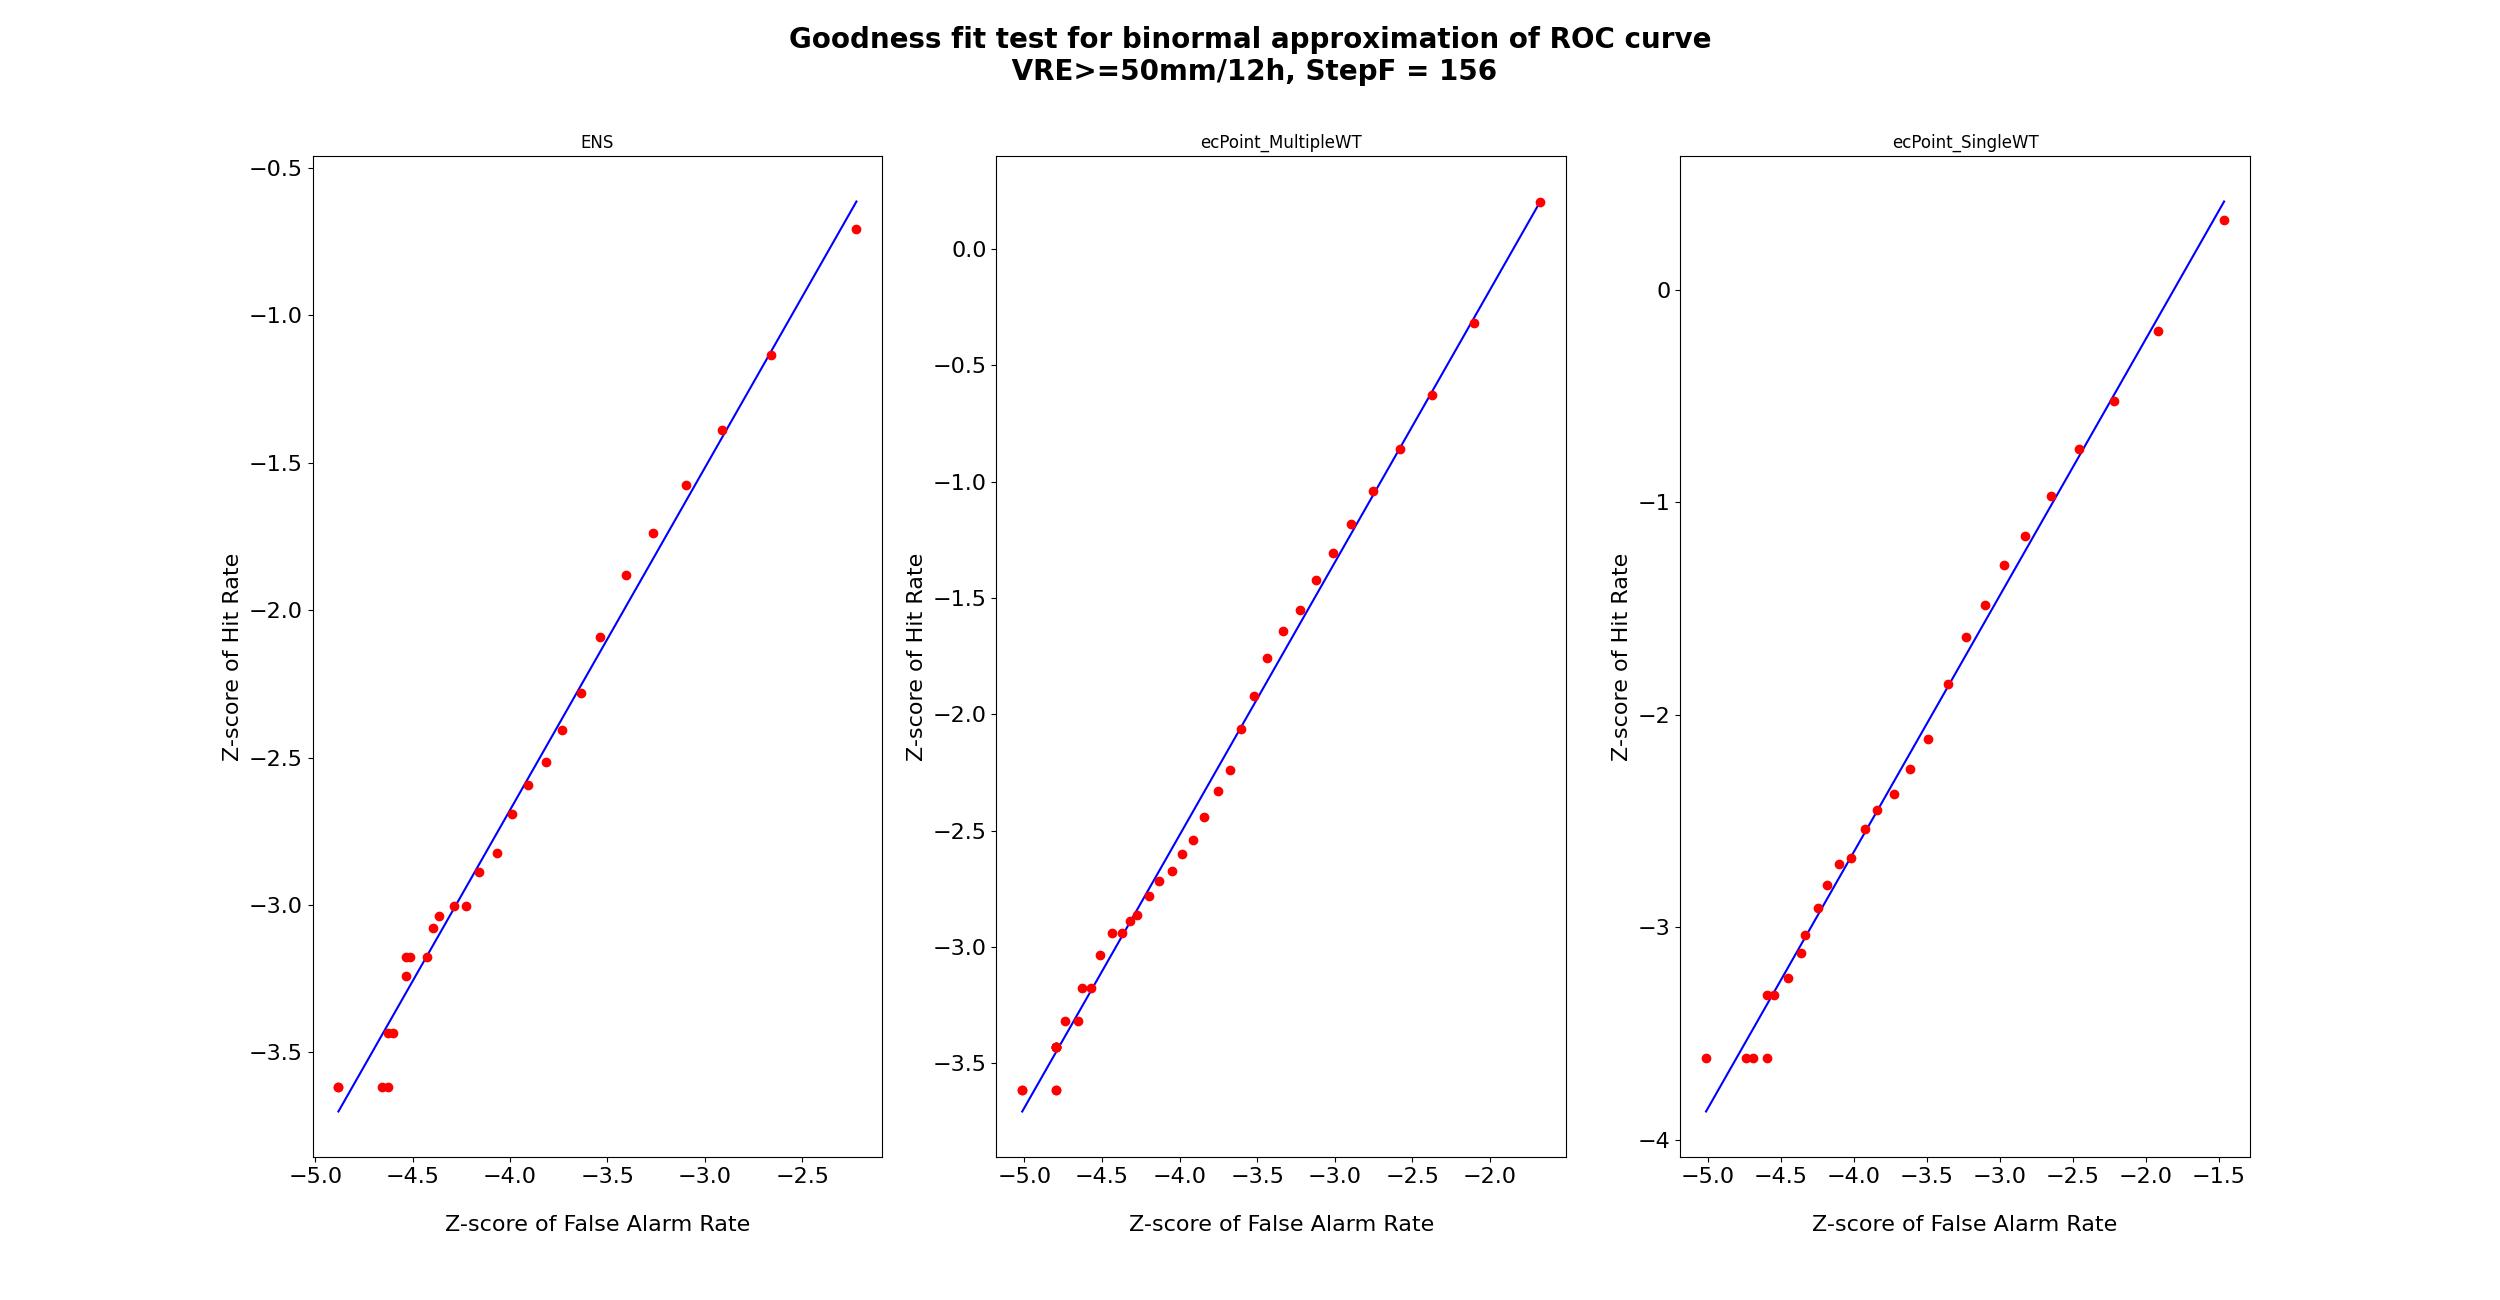 Goodness fit test for binormal approximation of ROC curve
VRE>=50mm/12h, StepF = 156
ENS
−0.5
−1.0
−1.5
−2.0
−2.5
−3.0
−3.5
Z-score of Hit Rate
−5.0 −4.5 −4.0 −3.5 −3.0 −2.5
Z-score of False Alarm Rate
ecPoint_MultipleWT
0.0
−0.5
−1.0
−1.5
−2.0
−2.5
−3.0
−3.5
Z-score of Hit Rate
−5.0 −4.5 −4.0 −3.5 −3.0 −2.5 −2.0
Z-score of False Alarm Rate
ecPoint_SingleWT
0
−1
−2
−3
−4
Z-score of Hit Rate
−5.0 −4.5 −4.0 −3.5 −3.0 −2.5 −2.0 −1.5
Z-score of False Alarm Rate